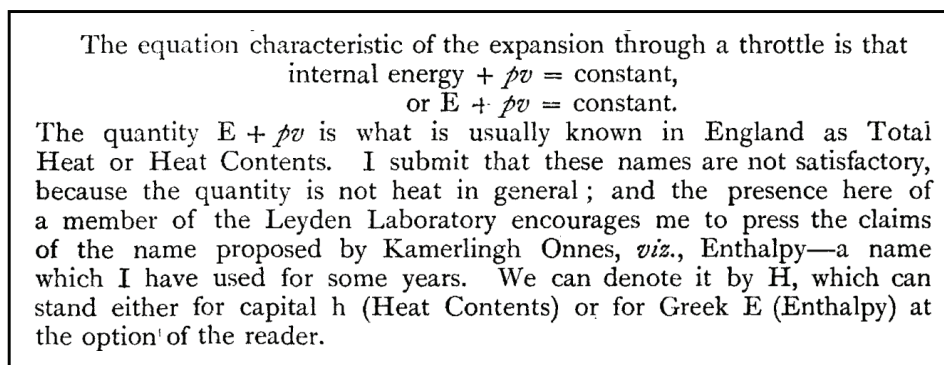 The equation characteristic of the expansion through a throttle is that
internal energy + pv = constant,
or E + pv = constant.
The quantity E + pv is what is usually known in England as Total
Heat or Heat Contents. I submit that these names are not satisfactory,
because the quantity is not heat in general; and the presence here of
a member of the Leyden Laboratory encourages me to press the claims
of the name proposed by Kamerlingh Onnes, viz., Enthalpy—a name
which I have used for some years. We can denote it by H, which can
stand either for capital h (Heat Contents) or for Greek E (Enthalpy) at
the option of the reader.